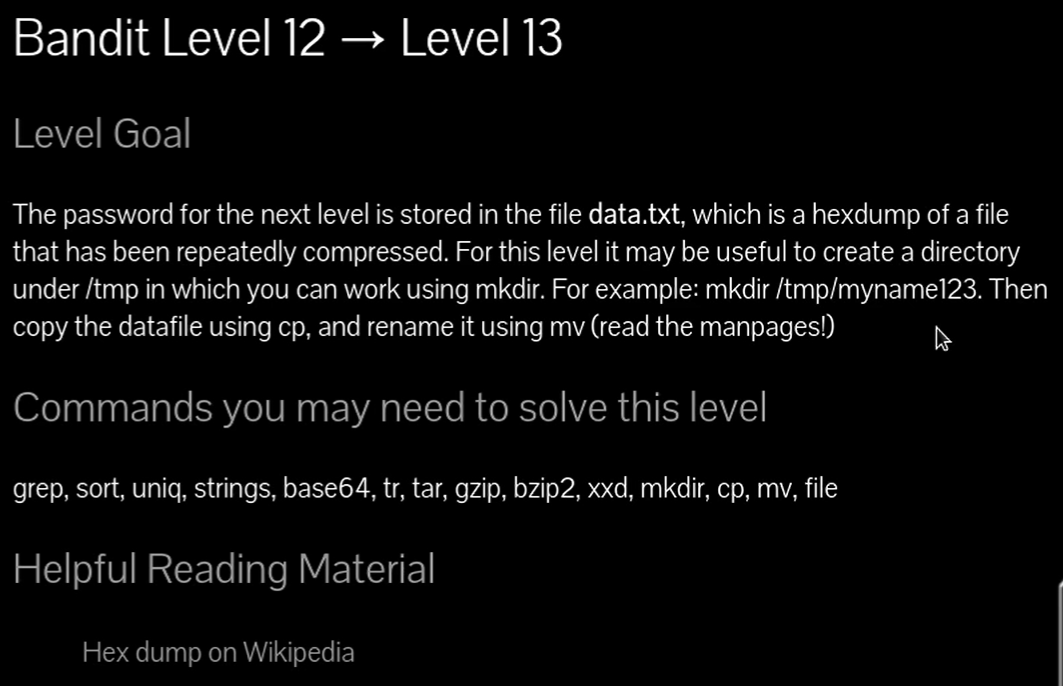 Bandit Level 12 → Level 13
Level Goal
The password for the next level is stored in the file data.txt, which is a hexdump of a file
that has been repeatedly compressed. For this level it may be useful to create a directory
under /tmp in which you can work using mkdir. For example: mkdir /tmp/myname123. Then
copy the datafile using cp, and rename it using mv (read the manpages!)
Commands you may need to solve this level
grep, sort, uniq, strings, base64, tr, tar, gzip, bzip2, xxd, mkdir, cp, mv, file
Helpful Reading Material
Hex dump on Wikipedia